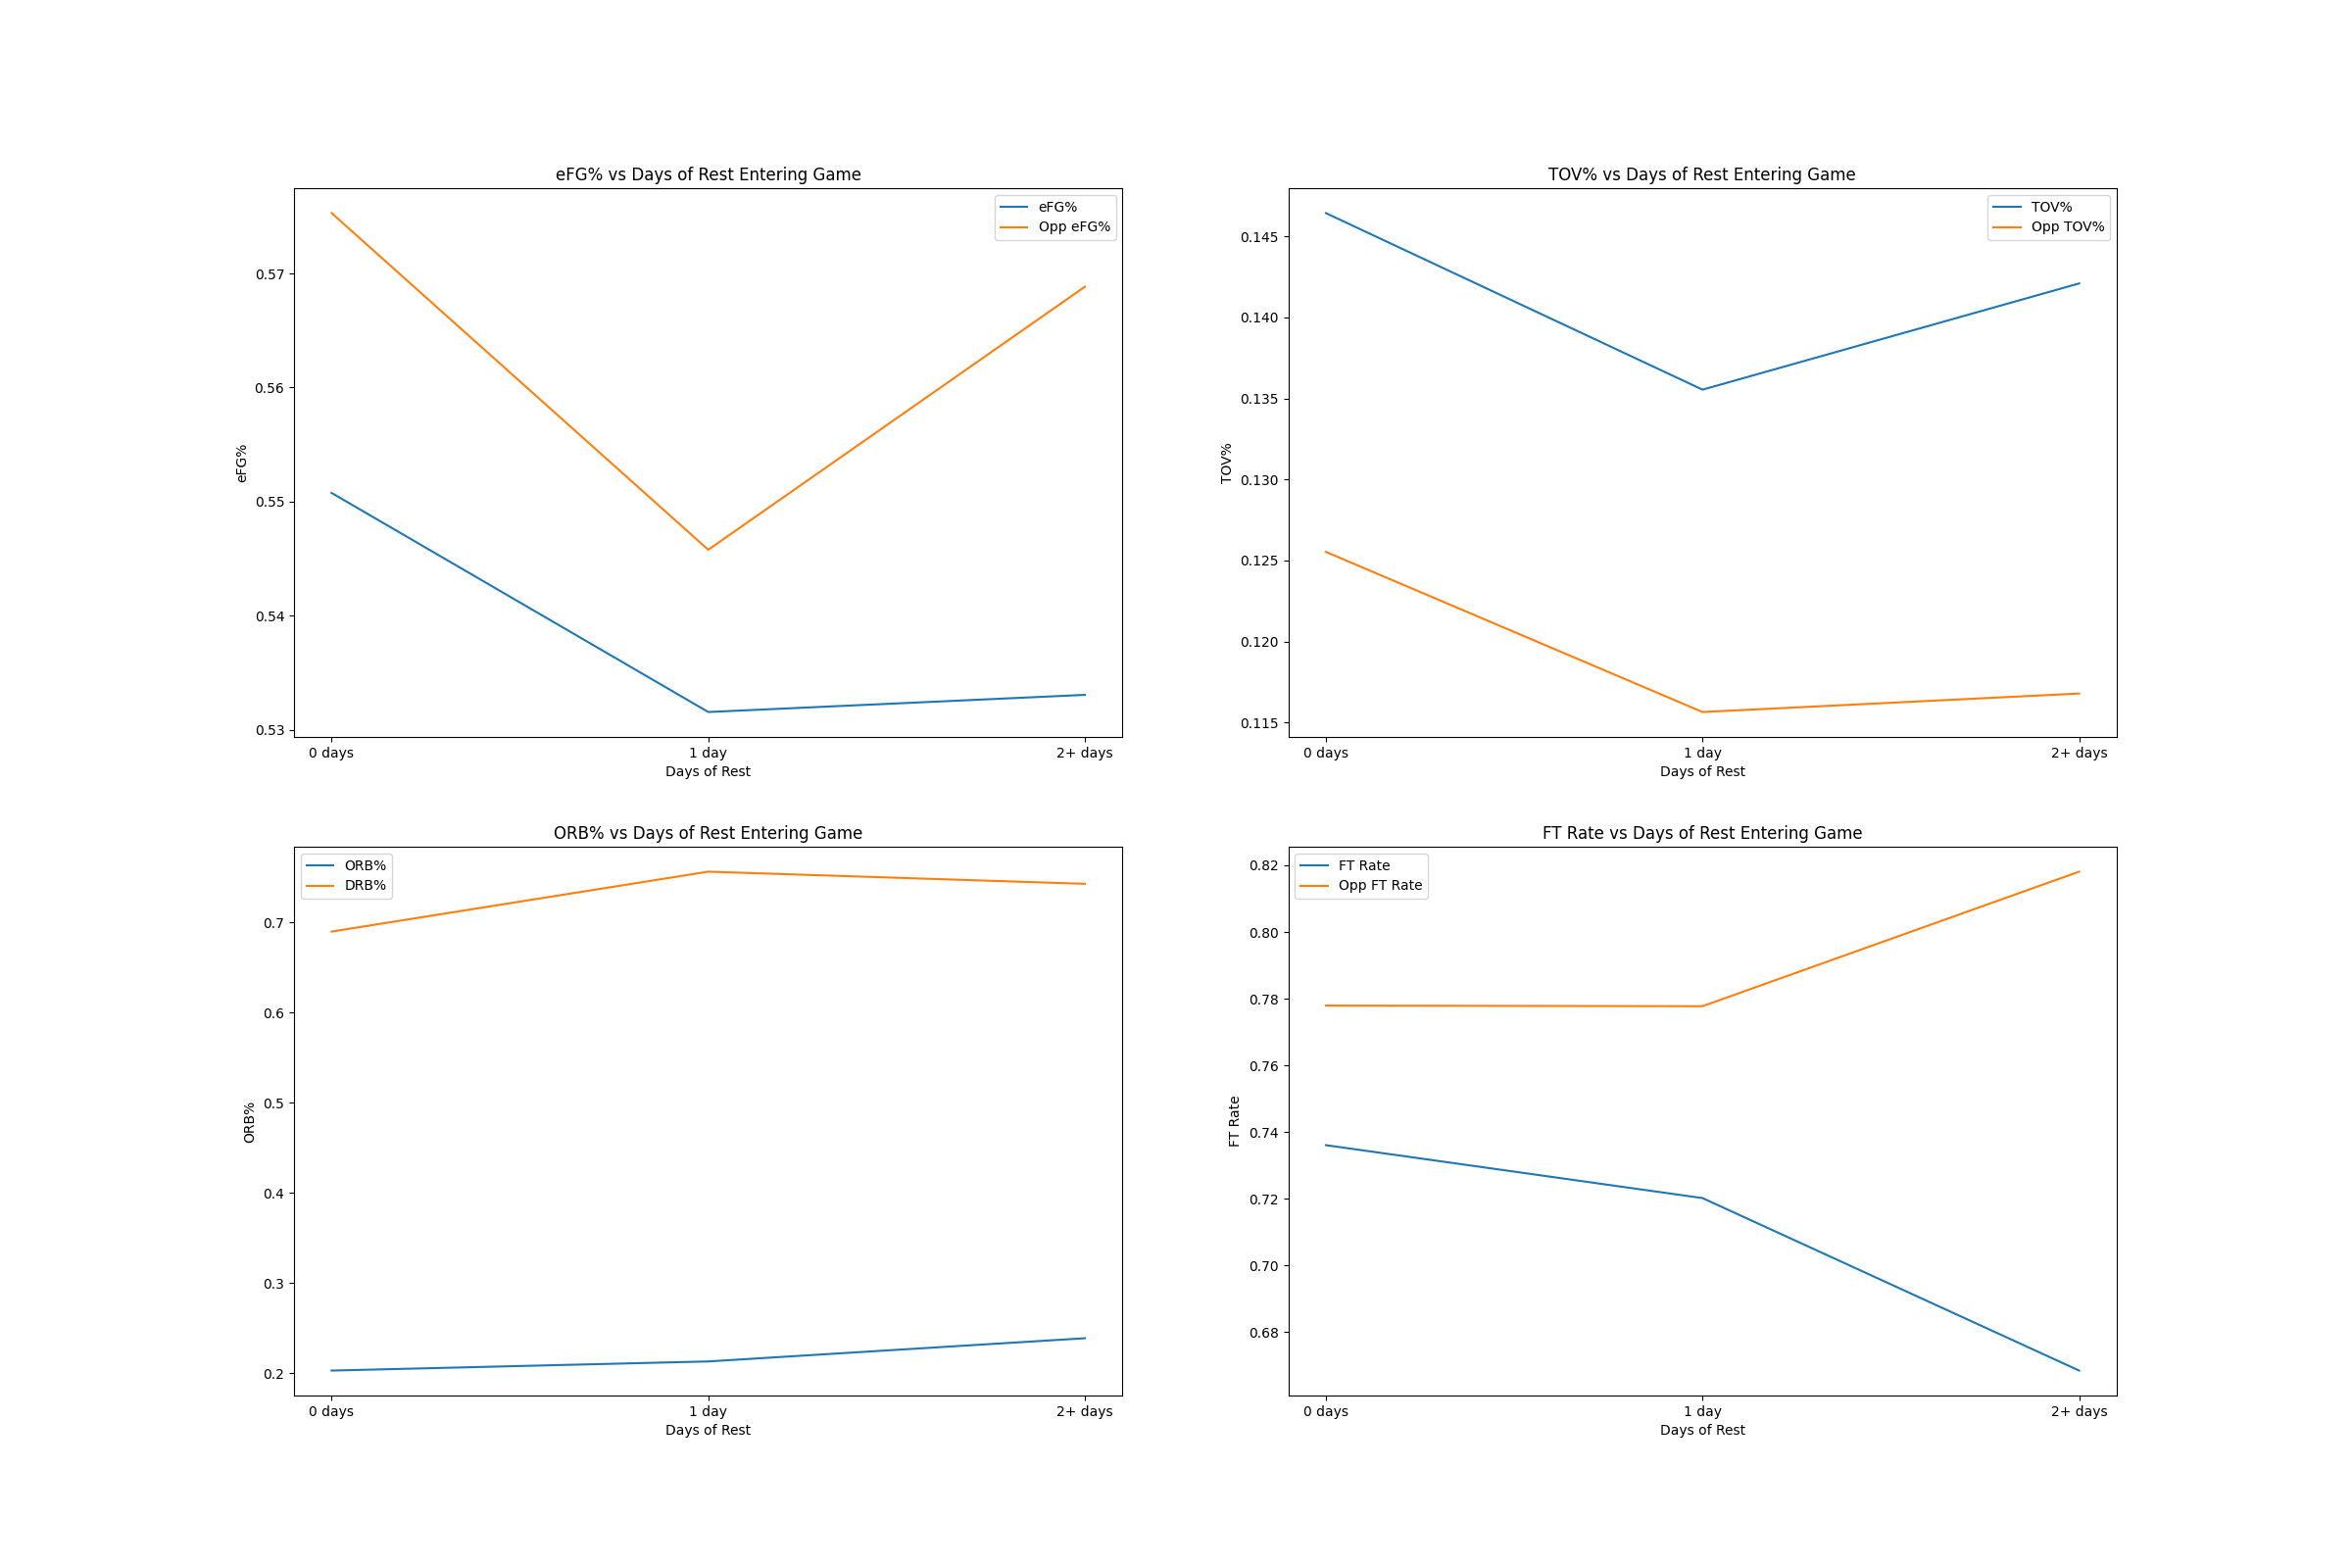 eFG% vs Days of Rest Entering Game
eFG%
Opp eFG%
0.57
0.56
0.55
0.54
0.53
eFG%
0 days
1 day
2+ days
Days of Rest
TOV% vs Days of Rest Entering Game
TOV%
Opp TOV%
0.145
0.140
0.135
0.130
0.125
0.120
0.115
TOV%
0 days
1 day
2+ days
Days of Rest
ORB% vs Days of Rest Entering Game
ORB%
DRB%
0.7
0.6
0.5
0.4
0.3
0.2
ORB%
0 days
1 day
2+ days
Days of Rest
FT Rate vs Days of Rest Entering Game
FT Rate
Opp FT Rate
0.82
0.80
0.78
0.76
0.74
0.72
0.70
0.68
FT Rate
0 days
1 day
2+ days
Days of Rest